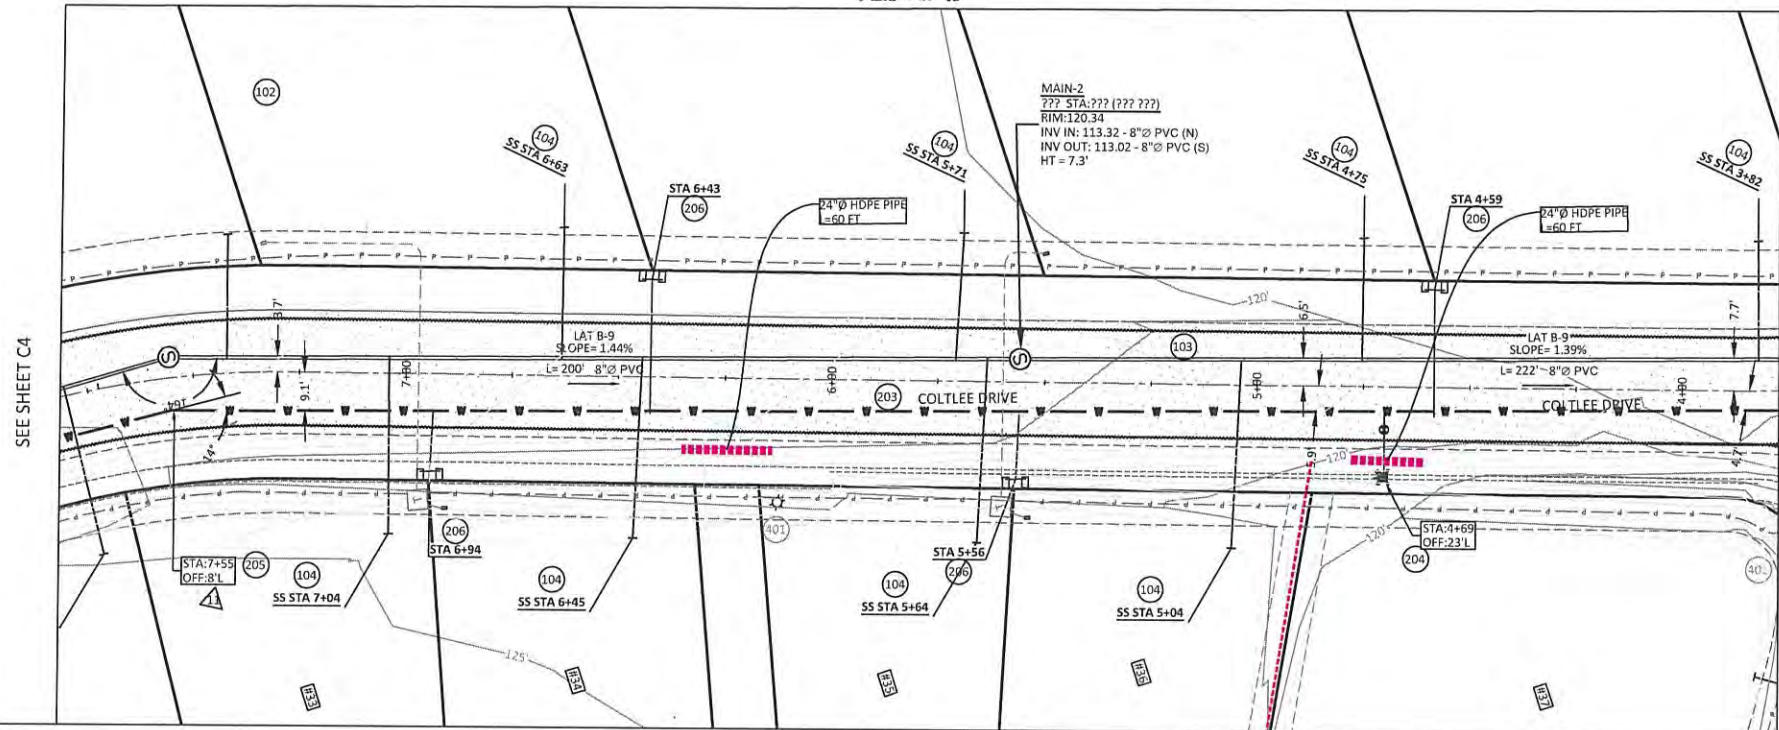 SEE SHEET C4
102
104
SS STA 6+63
STA 6+43
206
24"Ø HDPE PIPE
L=60 FT
104
SS STA 5+71
MAIN-2
??? STA:??? (??? ???)
RIM:120.34
INV IN: 113.32 - 8"Ø PVC (N)
INV OUT: 113.02 - 8"Ø PVC (S)
HT = 7.3'
104
SS STA 4+75
STA 4+59
206
24"Ø HDPE PIPE
L=60 FT
104
SS STA 3+82
120'
6.5'
7.7'
S
LAT B-9
SLOPE= 1.44%
L= 200' 8"Ø PVC
7+00
9.1'
164°
14°
6+00
203
COLTLEE DRIVE
S
103
5+00
LAT B-9
SLOPE= 1.39%
L= 222' 8"Ø PVC
4+00
COLTLEE DRIVE
5.9'
120'
4.7'
STA:7+55
OFF:8'L
205
11
104
SS STA 7+04
206
STA 6+94
104
SS STA 6+45
401
STA 5+56
206
104
SS STA 5+64
104
SS STA 5+04
120'
STA:4+69
OFF:23'L
204
125'
#33
#34
#35
#36
#37